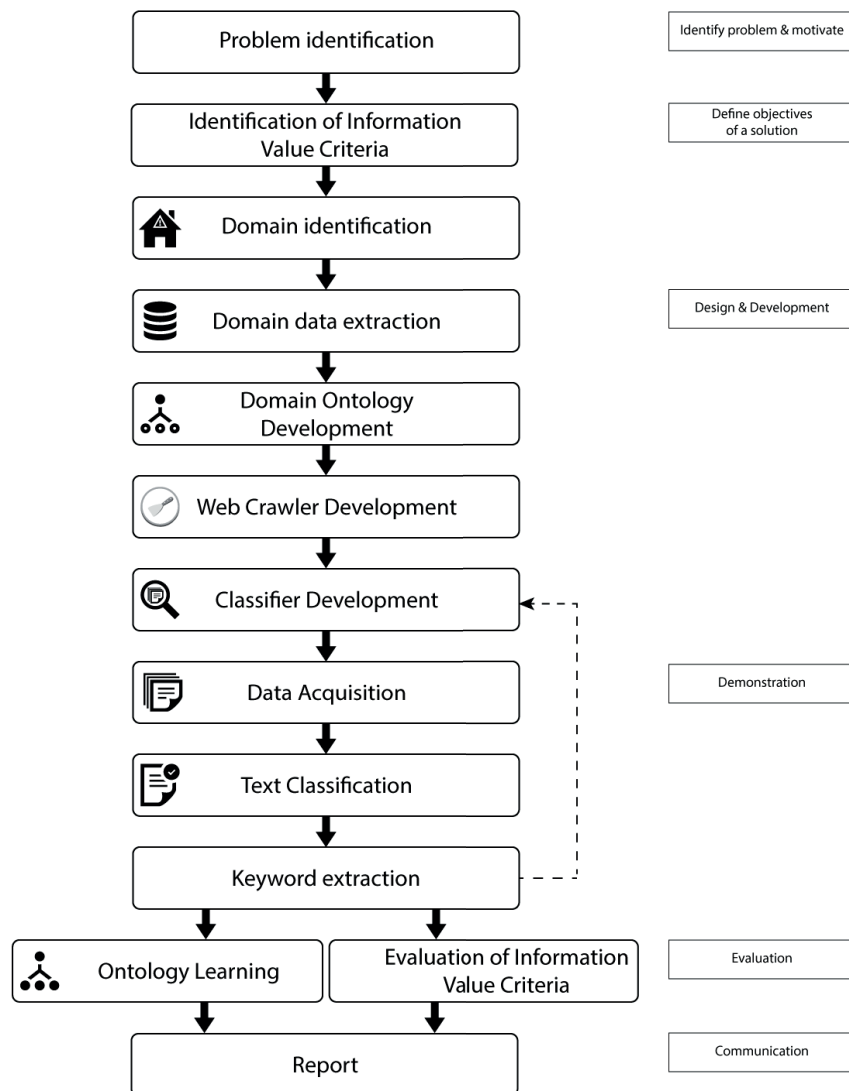 Problem identification
Identify problem & motivate
Identification of Information
Value Criteria
Define objectives
of a solution
Domain identification
Domain data extraction
Design & Development
Domain Ontology
Development
Web Crawler Development
Classifier Development
Data Acquisition
Demonstration
Text Classification
Keyword extraction
Ontology Learning
Evaluation of Information
Value Criteria
Evaluation
Report
Communication